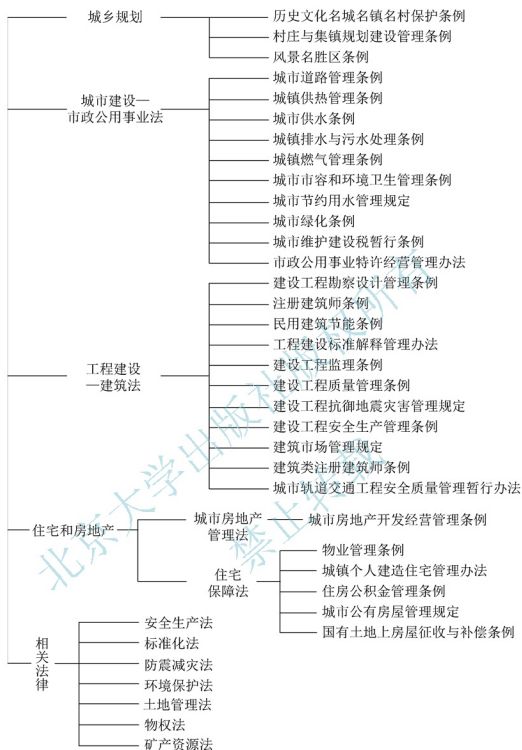 城乡规划
历史文化名城名镇名村保护条例
村庄与集镇规划建设管理条例
风景名胜区条例
城市建设—
市政公用事业法
城市道路管理条例
城镇供热管理条例
城市供水条例
城镇排水与污水处理条例
城镇燃气管理条例
城市市容和环境卫生管理条例
城市节约用水管理规定
城市绿化条例
城市维护建设税暂行条例
市政公用事业特许经营管理办法
工程建设
—建筑法
建设工程勘察设计管理条例
注册建筑师条例
民用建筑节能条例
工程建设标准解释管理办法
建设工程监理条例
建设工程质量管理条例
建设工程抗御地震灾害管理规定
建设工程安全生产管理条例
建筑市场管理规定
建筑类注册建筑师条例
城市轨道交通工程安全质量管理暂行办法
住宅和房地产
城市房地产
管理法
城市房地产开发经营管理条例
住宅
保障法
物业管理条例
城镇个人建造住宅管理办法
住房公积金管理条例
城市公有房屋管理规定
国有土地上房屋征收与补偿条例
相关法律
安全生产法
标准化法
防震减灾法
环境保护法
土地管理法
物权法
矿产资源法
北京大学出版社版权所有
禁止转载